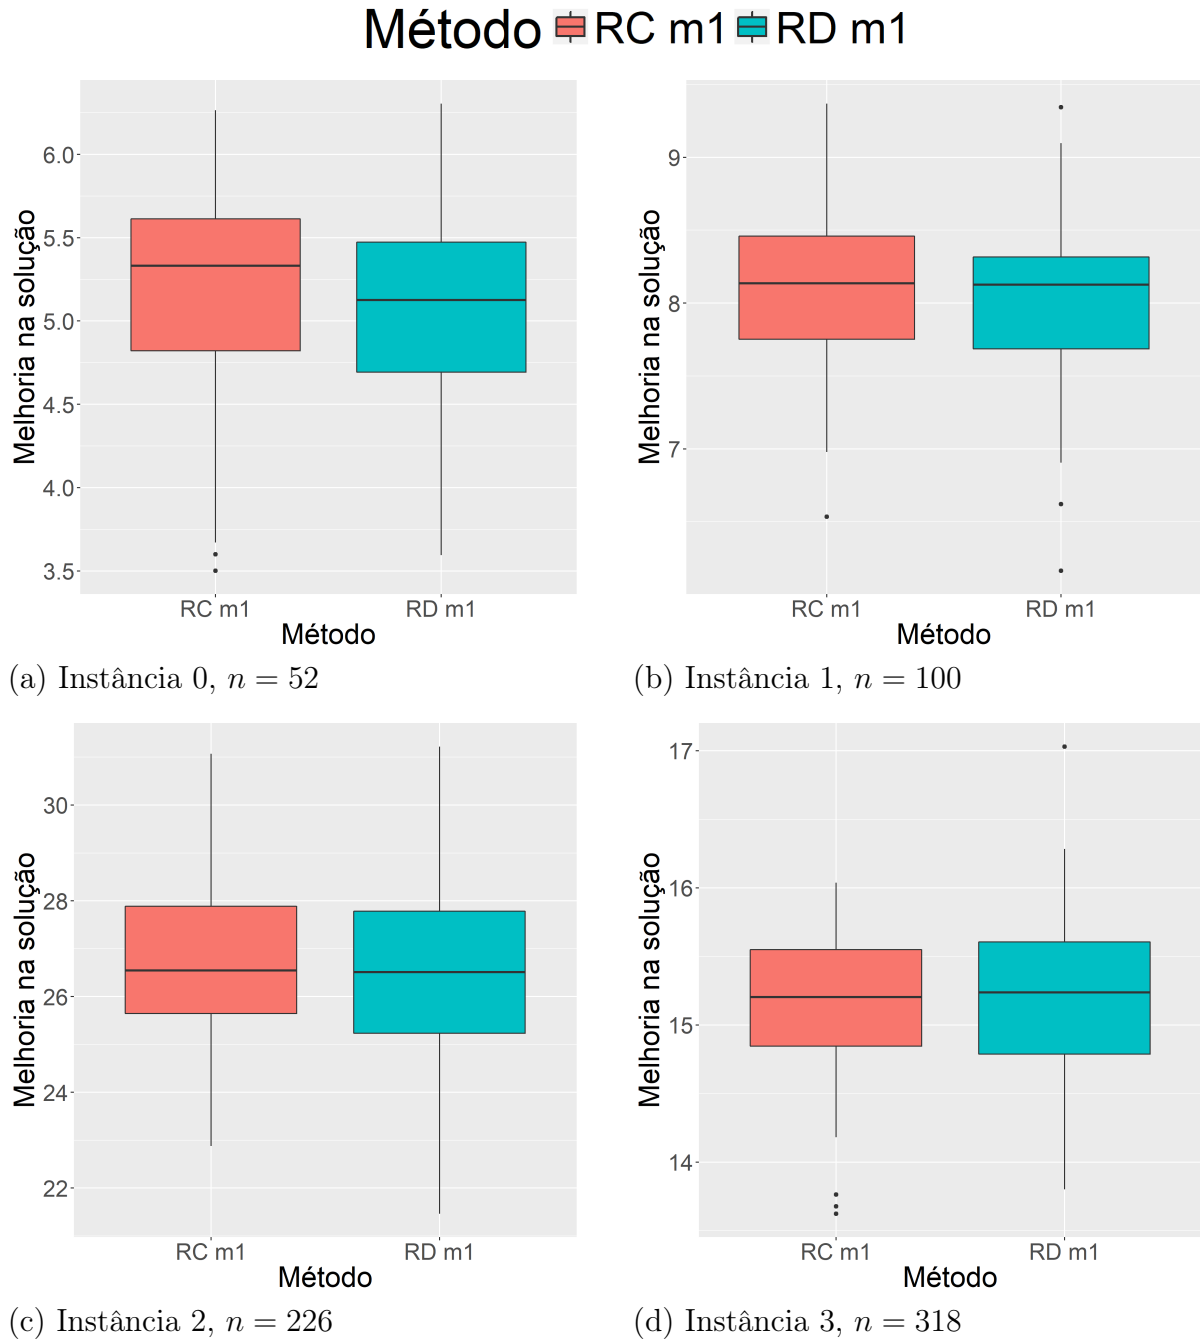 Método RC m1 RD m1
Melhoria na solução
6.0
5.5
5.0
4.5
4.0
3.5
RC m1 RD m1
Método
(a) Instância 0, n = 52
Melhoria na solução
9
8
7
RC m1 RD m1
Método
(b) Instância 1, n = 100
Melhoria na solução
30
28
26
24
22
RC m1 RD m1
Método
(c) Instância 2, n = 226
Melhoria na solução
17
16
15
14
RC m1 RD m1
Método
(d) Instância 3, n = 318